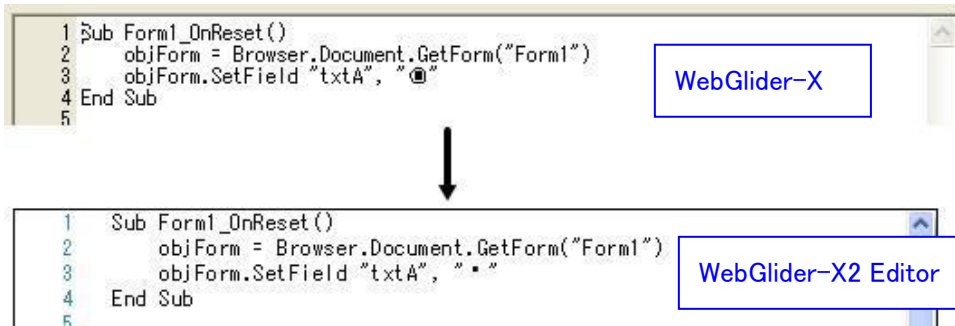 1 Sub Form1_OnReset()
2 objForm = Browser.Document.GetForm("Form1")
3 objForm.SetField "txtA", "◙"
4 End Sub
5
WebGlider-X
1 Sub Form1_OnReset()
2 objForm = Browser.Document.GetForm("Form1")
3 objForm.SetField "txtA", "・"
4 End Sub
5
WebGlider-X2 Editor